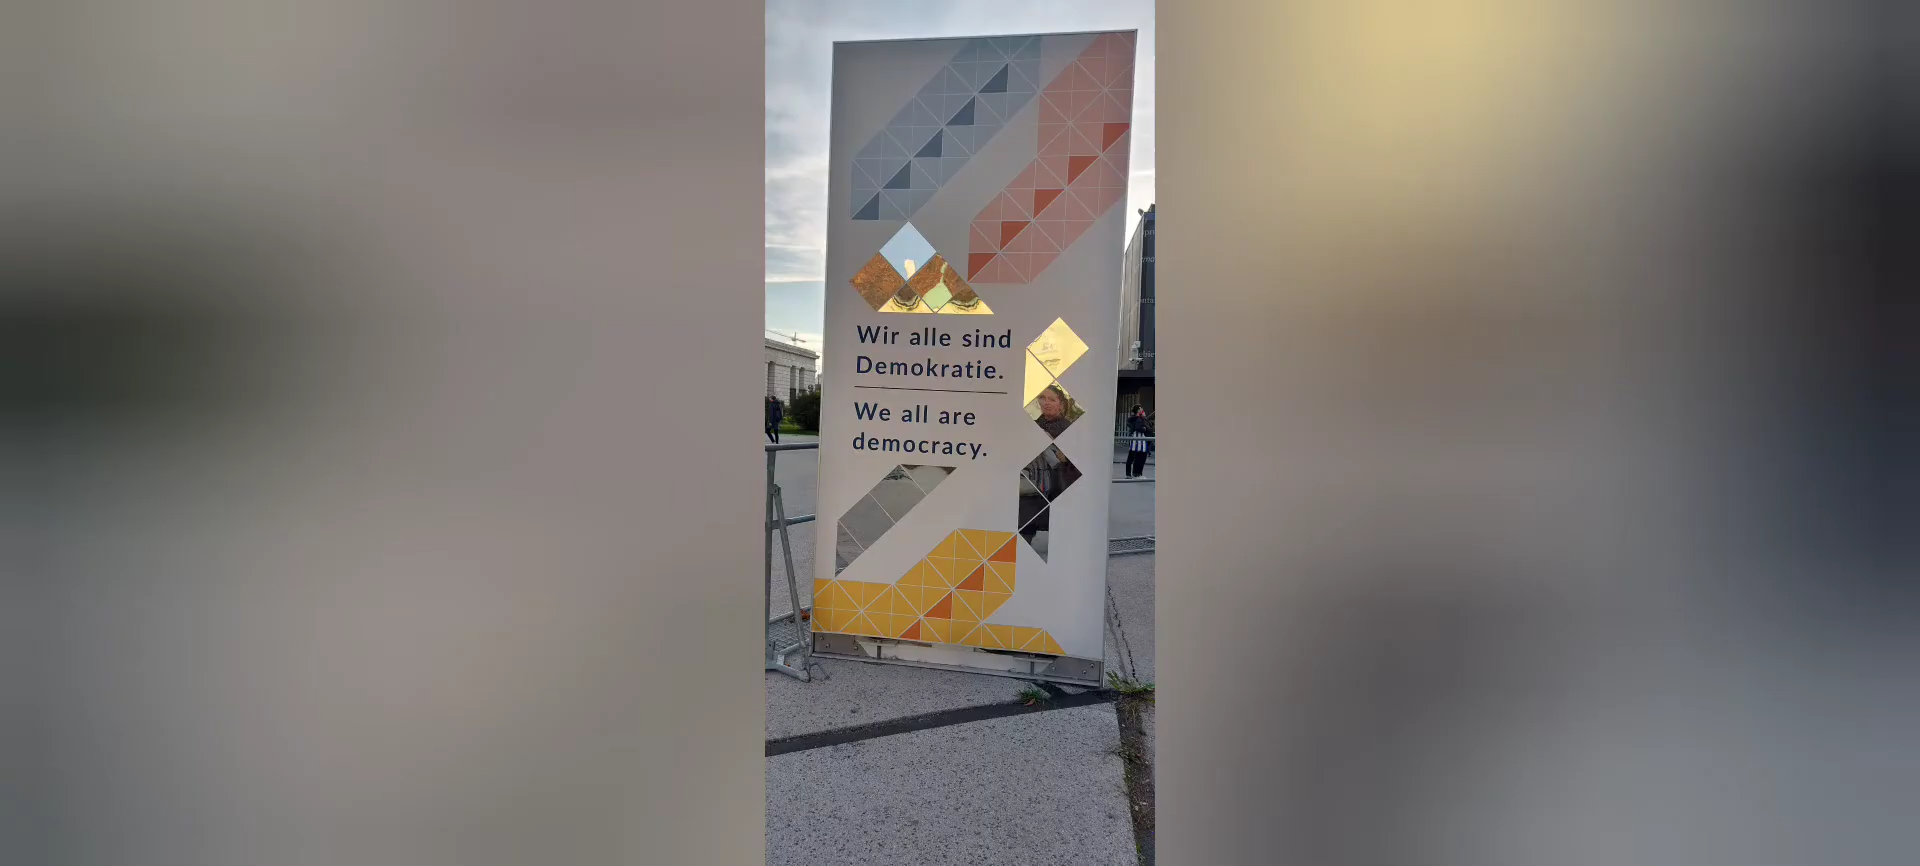 Wir alle sind
Demokratie.
We all are
democracy.